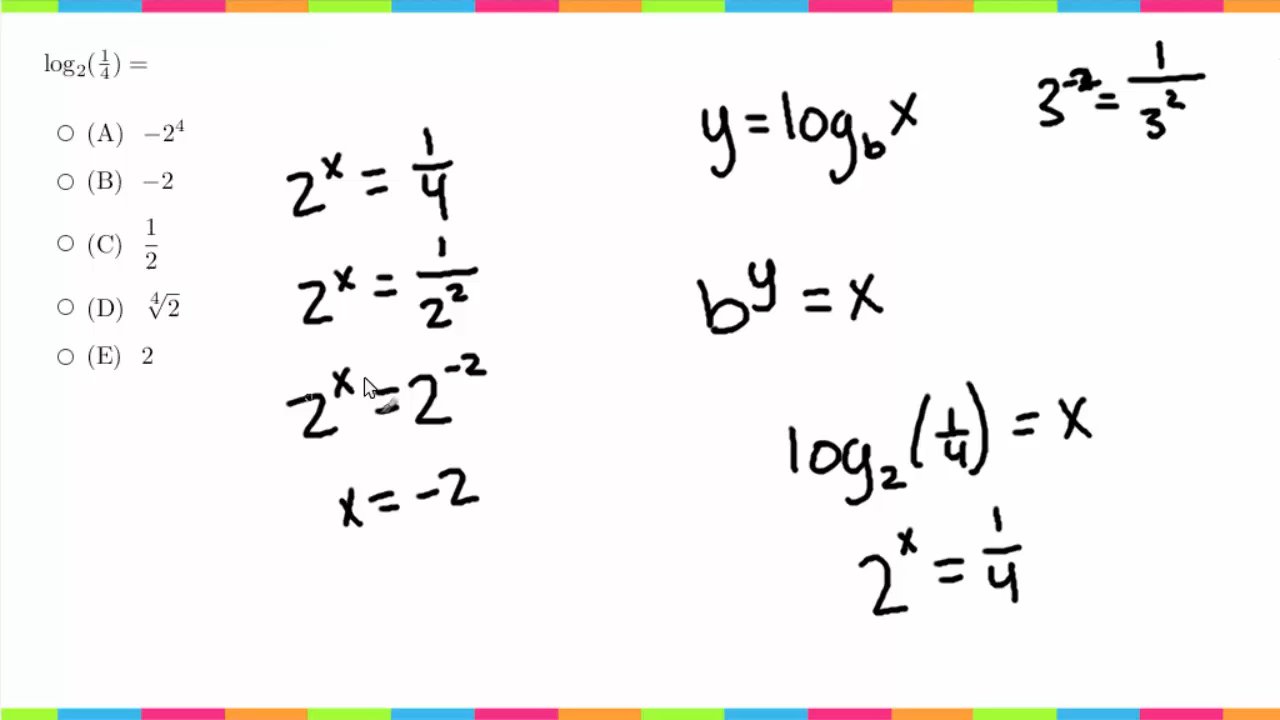 log₂(1/4) =
(A) −2⁴
(B) −2
(C) 1/2
(D) ∜2
(E) 2
2ˣ = 1/4
2ˣ = 1/2²
2ˣ = 2⁻²
x = -2
y = log_b x
3⁻² = 1/3²
b^y = x
log₂(1/4) = x
2ˣ = 1/4